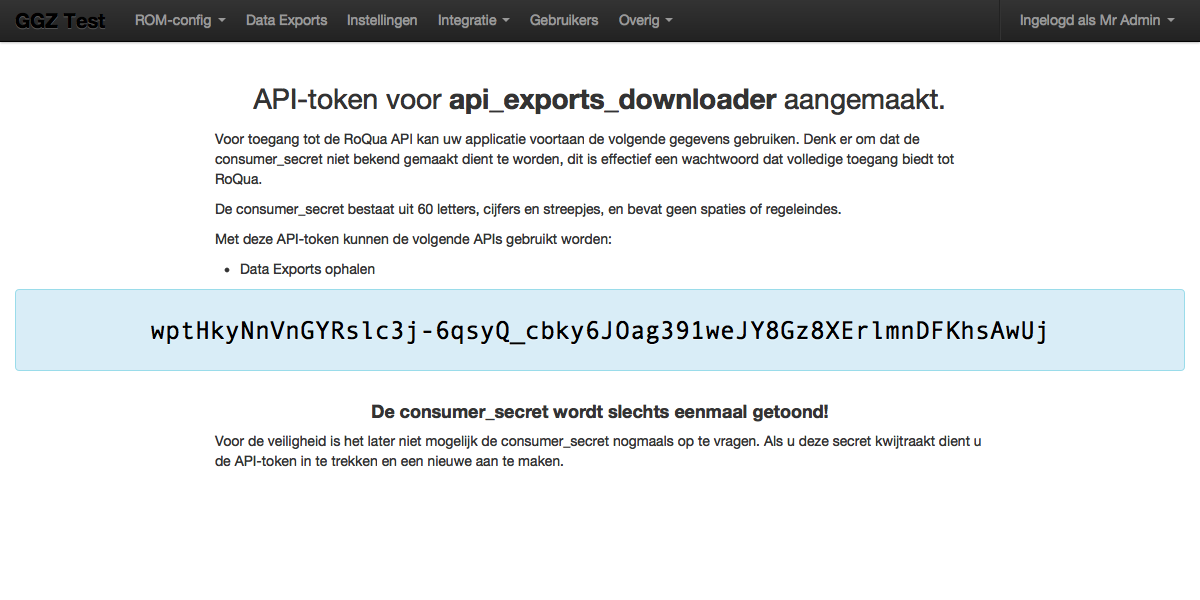 GGZ Test ROM-config Data Exports Instellingen Integratie Gebruikers Overig Ingelogd als Mr Admin
API-token voor api_exports_downloader aangemaakt.
Voor toegang tot de RoQua API kan uw applicatie voortaan de volgende gegevens gebruiken. Denk er om dat de
consumer_secret niet bekend gemaakt dient te worden, dit is effectief een wachtwoord dat volledige toegang biedt tot
RoQua.
De consumer_secret bestaat uit 60 letters, cijfers en streepjes, en bevat geen spaties of regeleindes.
Met deze API-token kunnen de volgende APIs gebruikt worden:
• Data Exports ophalen
wptHkyNnVnGYRslc3j-6qsyQ_cbky6JOag391weJY8Gz8XErlmnDFKhsAwUj
De consumer_secret wordt slechts eenmaal getoond!
Voor de veiligheid is het later niet mogelijk de consumer_secret nogmaals op te vragen. Als u deze secret kwijtraakt dient u
de API-token in te trekken en een nieuwe aan te maken.